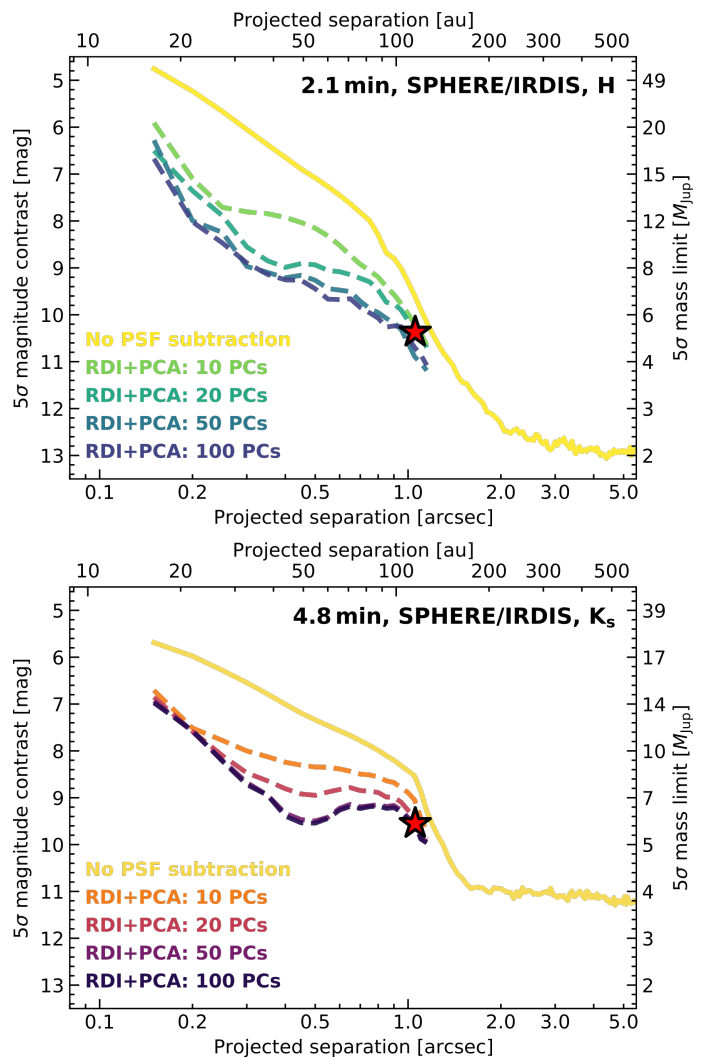 Projected separation [au]
10 20 50 100 200 500
2.1 min, SPHERE/IRDIS, H
5σ magnitude contrast [mag]
5 6 7 8 9 10 11 12 13
5σ mass limit [MJup]
49 20 15 12 8 6 4 3 2
No PSF subtraction
RDI+PCA: 10 PCs
RDI+PCA: 20 PCs
RDI+PCA: 50 PCs
RDI+PCA: 100 PCs
0.1 0.2 0.5 1.0 2.0 3.0 5.0
Projected separation [arcsec]
Projected separation [au]
10 20 50 100 200 500
4.8 min, SPHERE/IRDIS, Ks
5σ magnitude contrast [mag]
5 6 7 8 9 10 11 12 13
5σ mass limit [MJup]
39 17 14 10 7 5 4 3 2
No PSF subtraction
RDI+PCA: 10 PCs
RDI+PCA: 20 PCs
RDI+PCA: 50 PCs
RDI+PCA: 100 PCs
0.1 0.2 0.5 1.0 2.0 3.0 5.0
Projected separation [arcsec]